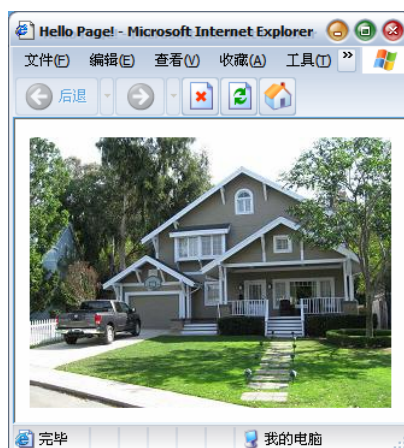 Hello Page! - Microsoft Internet Explorer
文件(F) 编辑(E) 查看(V) 收藏(A) 工具(T) »
后退
完毕 我的电脑